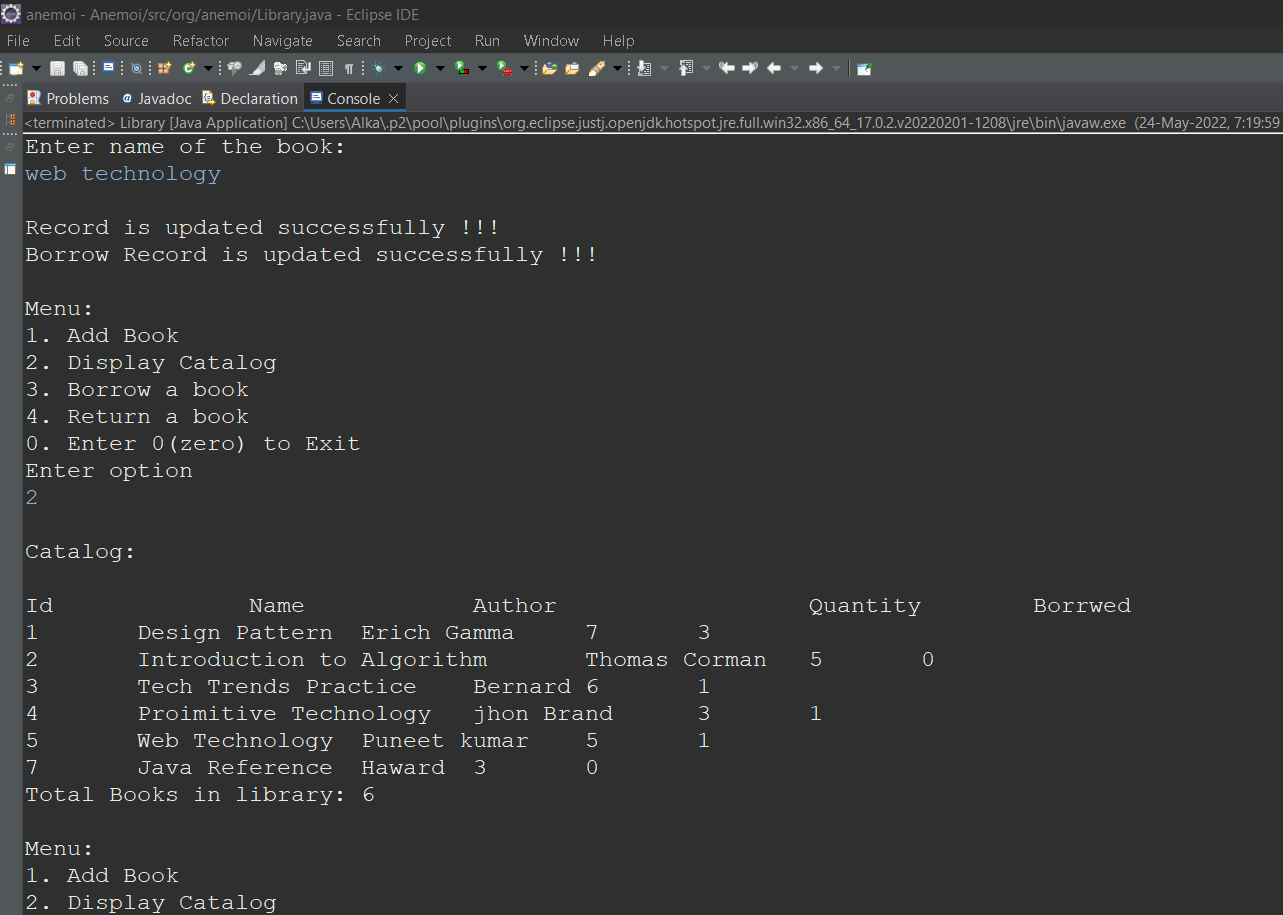 anemoi - Anemoi/src/org/anemoi/Library.java - Eclipse IDE
File Edit Source Refactor Navigate Search Project Run Window Help
Problems @ Javadoc Declaration Console
<terminated> Library [Java Application] C:\Users\Alka\.p2\pool\plugins\org.eclipse.justj.openjdk.hotspot.jre.full.win32.x86_64_17.0.2.v20220201-1208\jre\bin\javaw.exe (24-May-2022, 7:19:59
Enter name of the book:
web technology
Record is updated successfully !!!
Borrow Record is updated successfully !!!
Menu:
1. Add Book
2. Display Catalog
3. Borrow a book
4. Return a book
0. Enter 0(zero) to Exit
Enter option
2
Catalog:
Id Name Author Quantity Borrwed
1 Design Pattern Erich Gamma 7 3
2 Introduction to Algorithm Thomas Corman 5 0
3 Tech Trends Practice Bernard 6 1
4 Proimitive Technology jhon Brand 3 1
5 Web Technology Puneet kumar 5 1
7 Java Reference Haward 3 0
Total Books in library: 6
Menu:
1. Add Book
2. Display Catalog